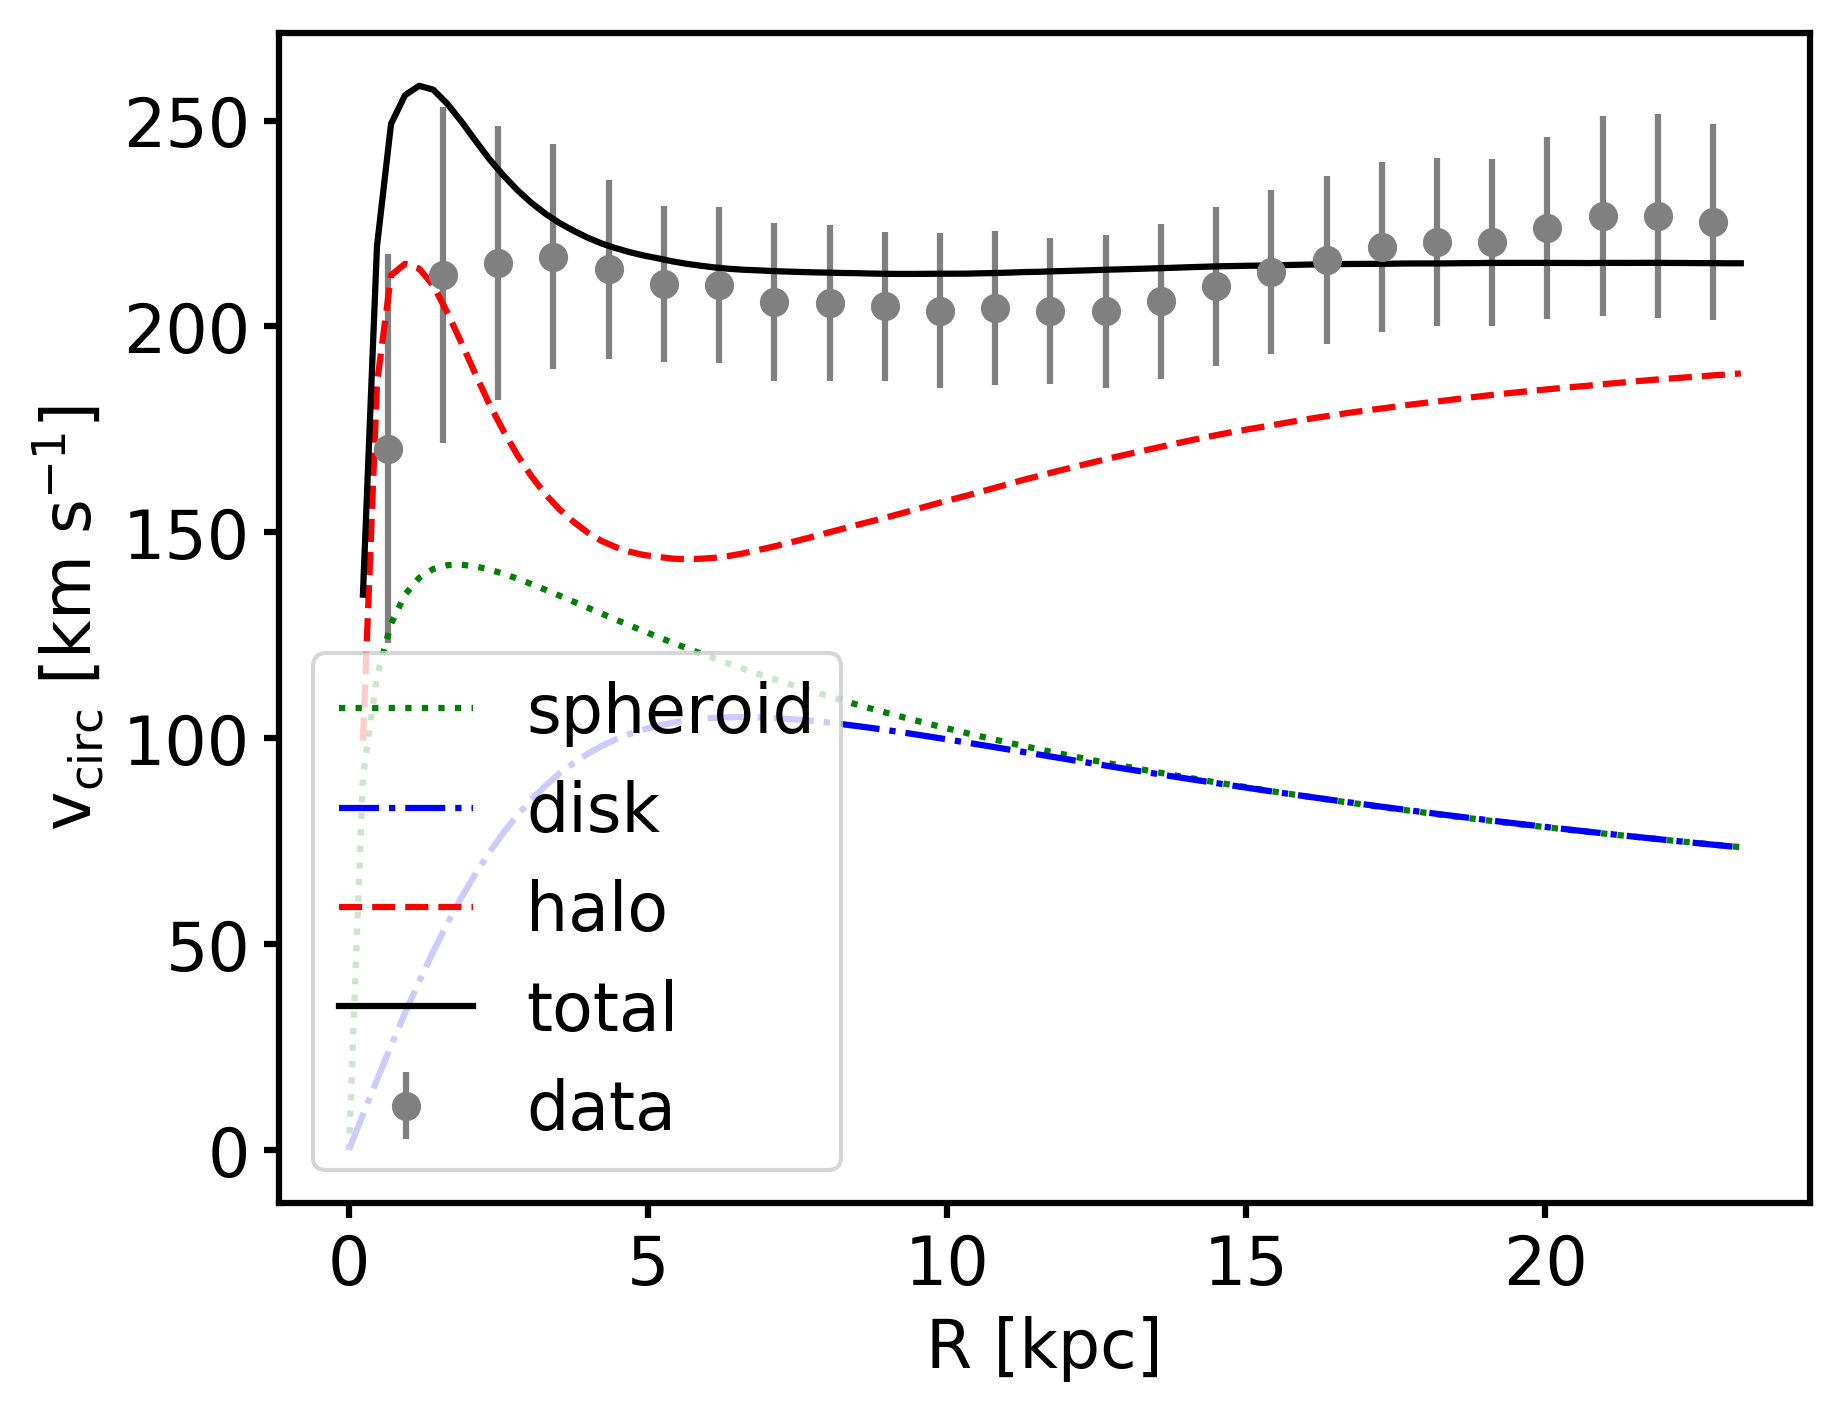 250
200
150
100
50
0
v_circ [km s⁻¹]
spheroid
disk
halo
total
data
0 5 10 15 20
R [kpc]